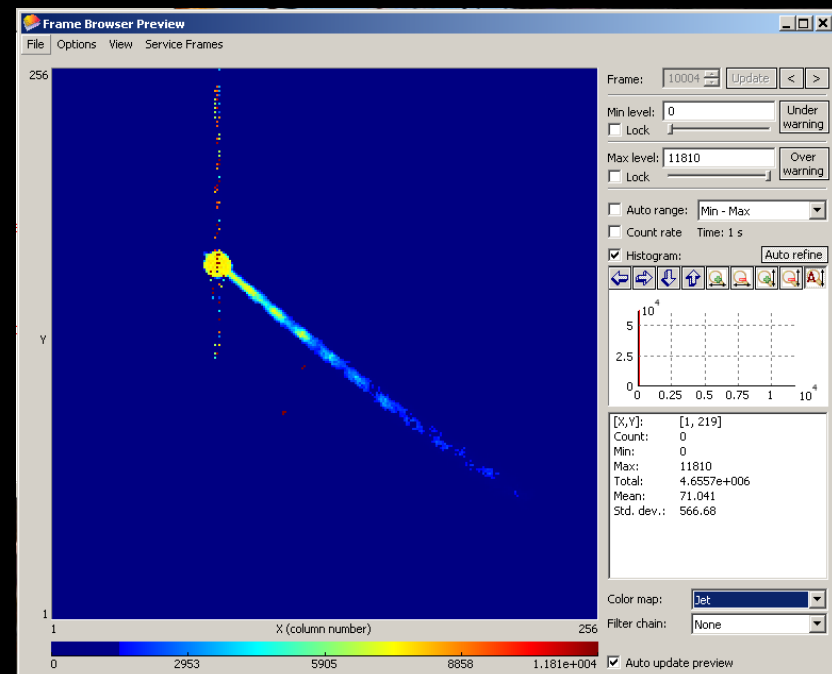 Frame Browser Preview
File Options View Service Frames
256
Y
1
1 X (column number) 256
0 2953 5905 8858 1.181e+004
Frame: 10004 Update < >
Min level: 0 Under warning
Lock
Max level: 11810 Over warning
Lock
Auto range: Min - Max
Count rate Time: 1 s
Histogram: Auto refine
A
10^4
5
2.5
0
0 0.25 0.5 0.75 1 10^4
[X,Y]: [1, 219]
Count: 0
Min: 0
Max: 11810
Total: 4.6557e+006
Mean: 71.041
Std. dev.: 566.68
Color map: Jet
Filter chain: None
Auto update preview